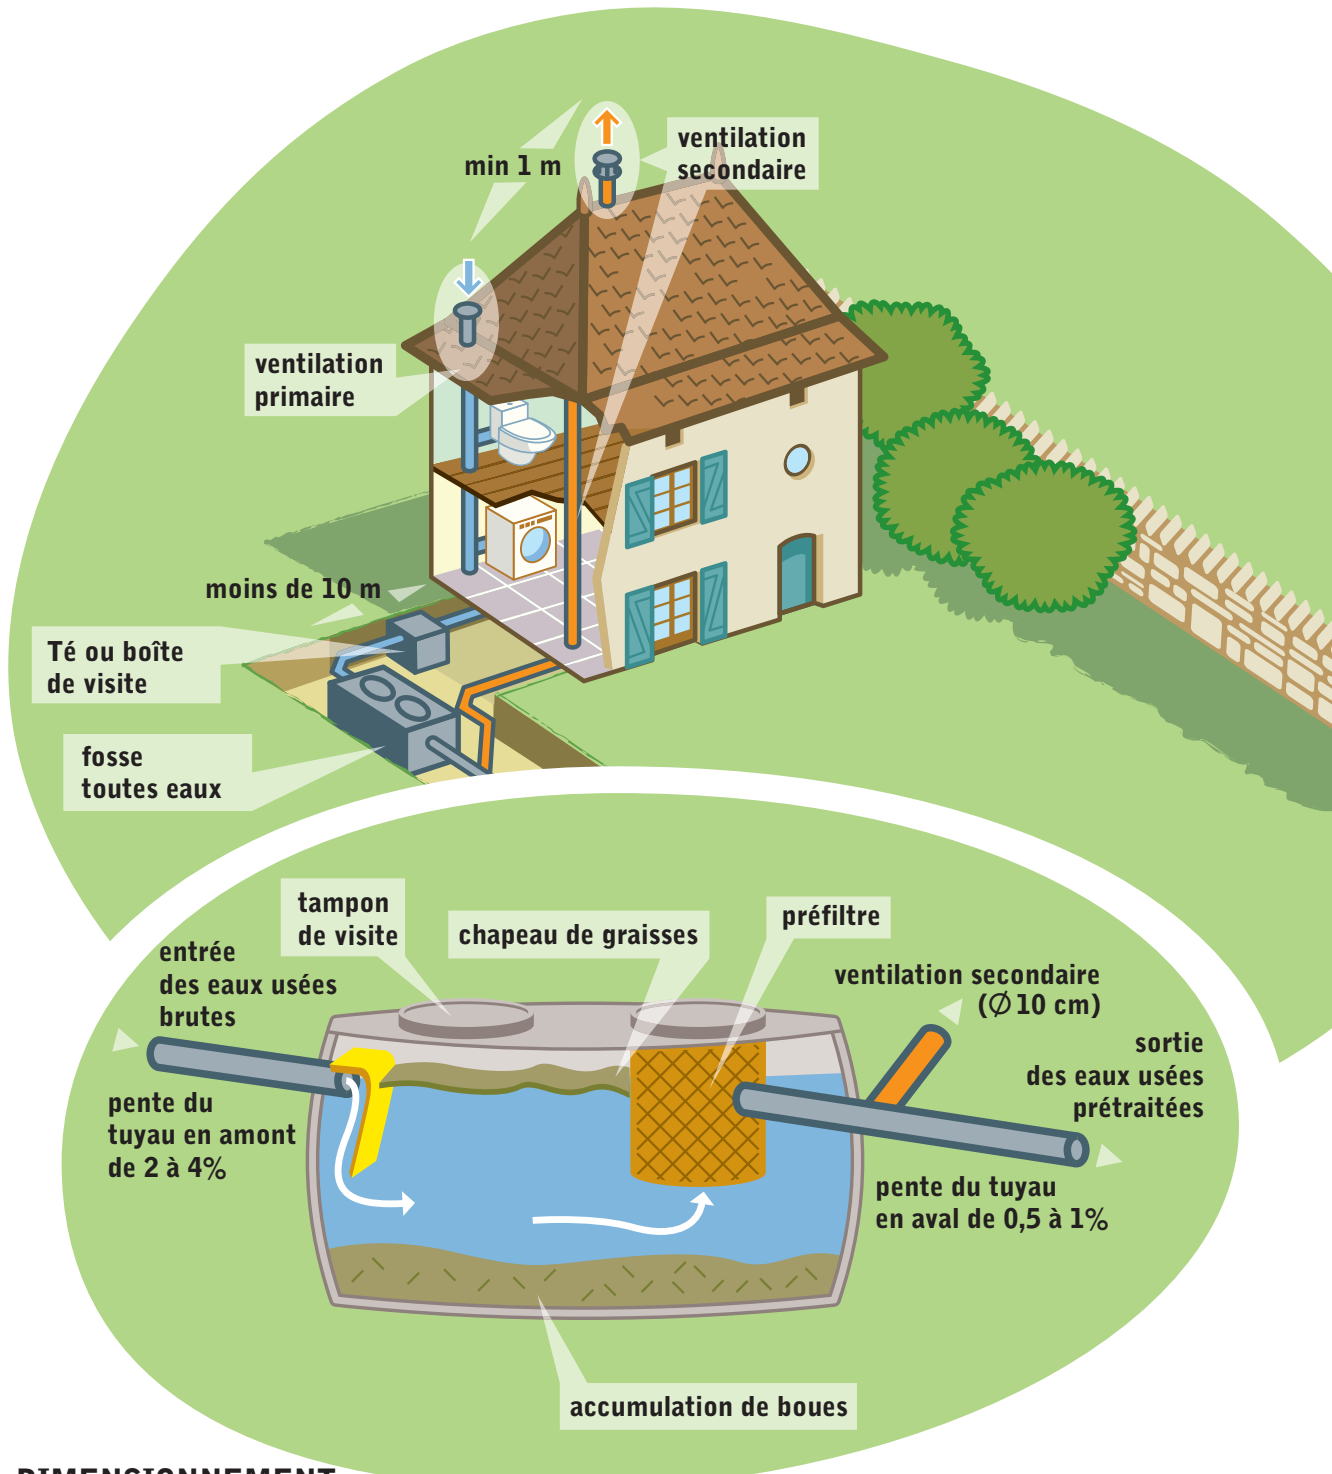 ventilation
secondaire
min 1 m
ventilation
primaire
moins de 10 m
Té ou boîte
de visite
fosse
toutes eaux
tampon
de visite
chapeau de graisses
préfiltre
entrée
des eaux usées
brutes
ventilation secondaire
(∅ 10 cm)
sortie
des eaux usées
prétraitées
pente du
tuyau en amont
de 2 à 4%
pente du tuyau
en aval de 0,5 à 1%
accumulation de boues
DIMENSIONNEMENT